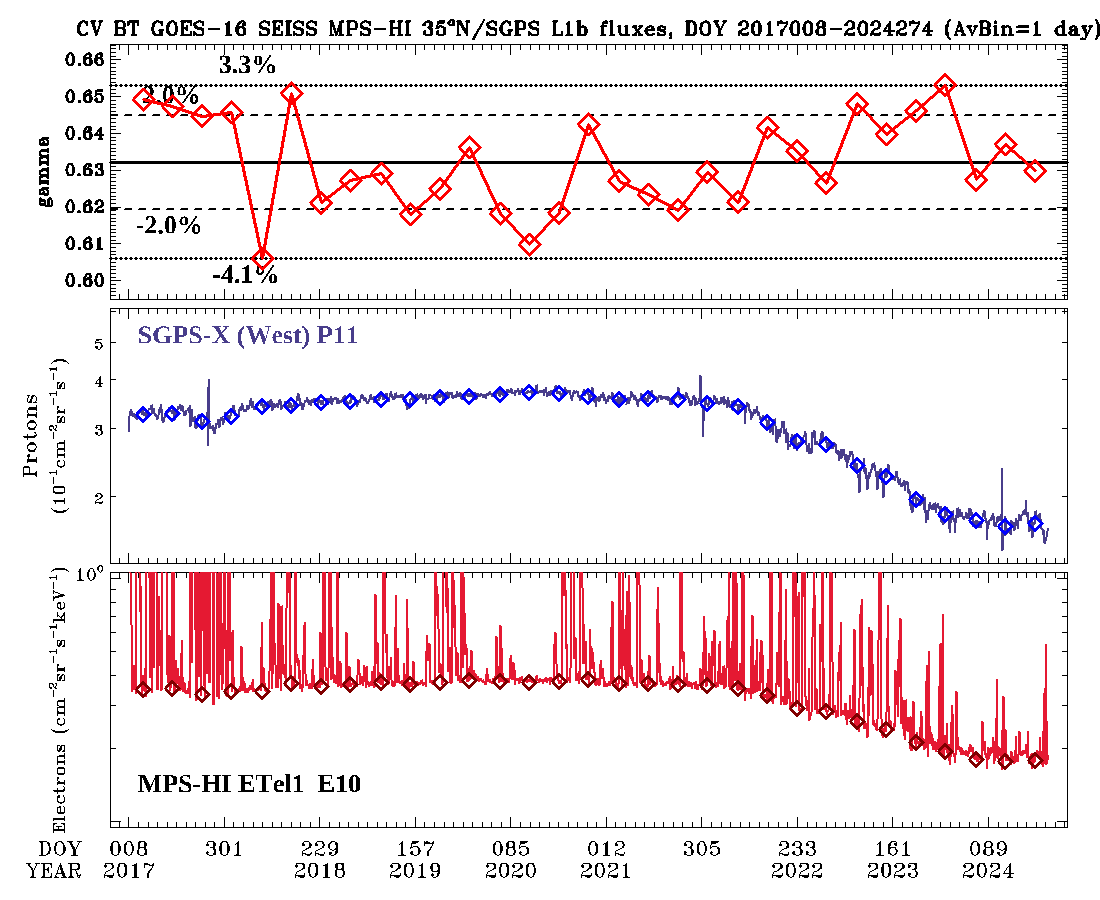 CV BT GOES-16 SEISS MPS-HI 35°N/SGPS L1b fluxes, DOY 2017008-2024274 (AvBin=1 day)
0.66
3.3%
0.65
2.0%
0.64
0.63
gamma
0.62
-2.0%
0.61
-4.1%
0.60
SGPS-X (West) P11
5
4
3
2
Protons
(10⁻¹cm⁻²sr⁻¹s⁻¹)
10⁰
Electrons (cm⁻²sr⁻¹s⁻¹keV⁻¹)
MPS-HI ETel1 E10
DOY 008 301 229 157 085 012 305 233 161 089
YEAR 2017 2018 2019 2020 2021 2022 2023 2024